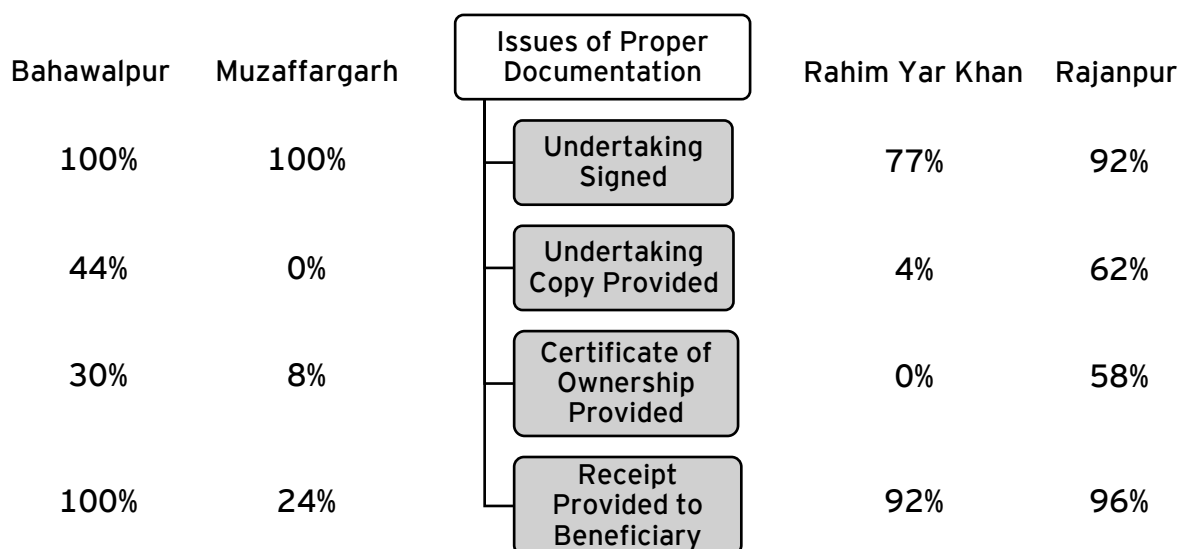 Bahawalpur Muzaffargarh Issues of Proper Documentation Rahim Yar Khan Rajanpur
100% 100% Undertaking Signed 77% 92%
44% 0% Undertaking Copy Provided 4% 62%
30% 8% Certificate of Ownership Provided 0% 58%
100% 24% Receipt Provided to Beneficiary 92% 96%